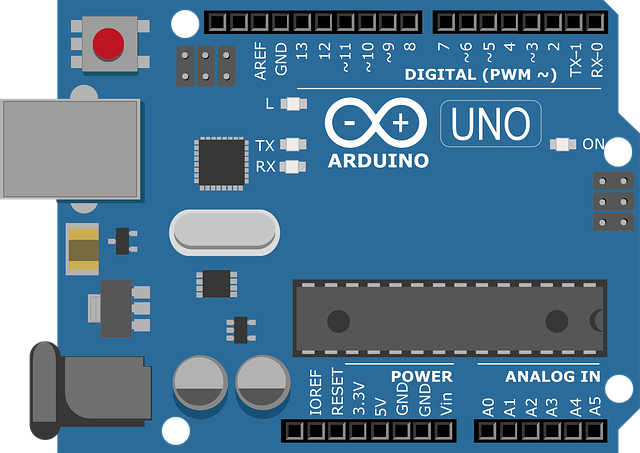 AREF
GND
13
12
~11
~10
~9
8
7
~6
~5
4
~3
2
TX-1
RX-0
DIGITAL (PWM ~)
L
TX
RX
- +
ARDUINO
UNO
ON
POWER
ANALOG IN
IOREF
RESET
3.3V
5V
GND
GND
Vin
A0
A1
A2
A3
A4
A5